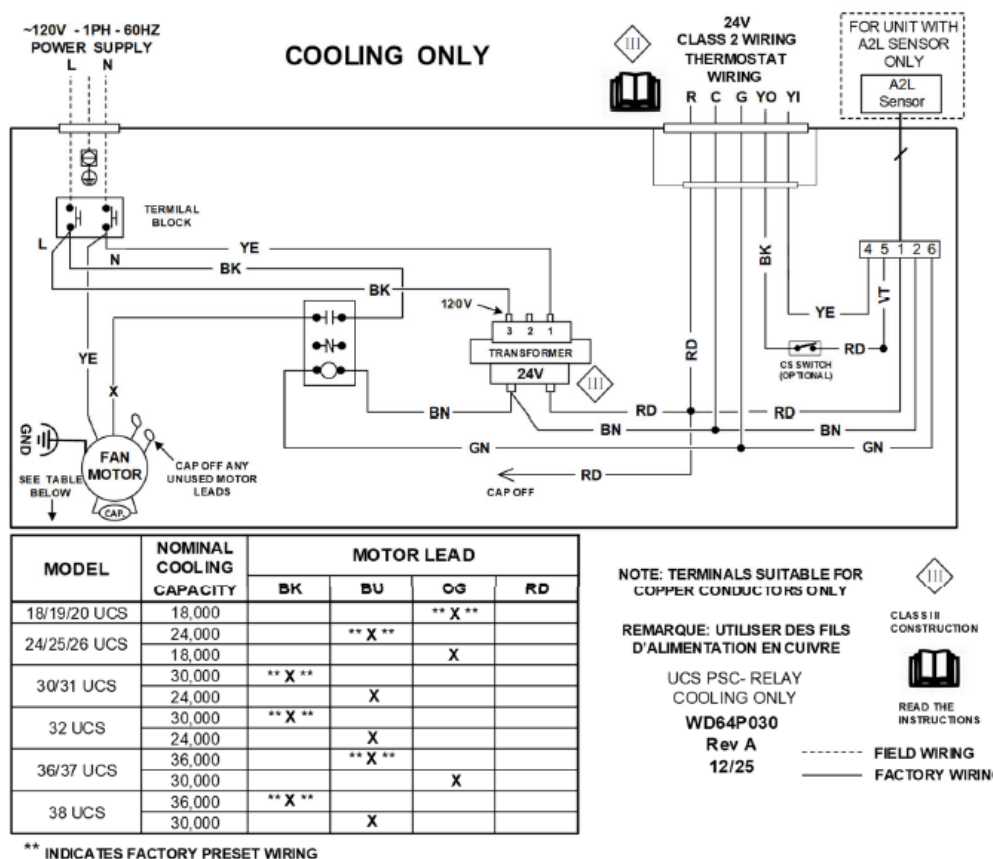 ~120V - 1PH - 60HZ
POWER SUPPLY
L N
COOLING ONLY
III
24V
CLASS 2 WIRING
THERMOSTAT
WIRING
R C G YO YI
FOR UNIT WITH
A2L SENSOR
ONLY
A2L
Sensor
TERMILAL
BLOCK
L
N
YE
BK
BK
BK
4 5 1 2 6
VT
YE
120V
3 2 1
TRANSFORMER
24V
III
RD
RD
CS SWITCH
(OPTIONAL)
YE
X
BN
RD
RD
BN
BN
GN
GN
RD
CAP OFF
GND
FAN
MOTOR
CAP.
CAP OFF ANY
UNUSED MOTOR
LEADS
SEE TABLE
BELOW
MODEL
NOMINAL
COOLING
CAPACITY
MOTOR LEAD
BK BU OG RD
18/19/20 UCS 18,000 ** X **
24/25/26 UCS 24,000 ** X **
18,000 X
30/31 UCS 30,000 ** X **
24,000 X
32 UCS 30,000 ** X **
24,000 X
36/37 UCS 36,000 ** X **
30,000 X
38 UCS 36,000 ** X **
30,000 X
** INDICATES FACTORY PRESET WIRING
NOTE: TERMINALS SUITABLE FOR
COPPER CONDUCTORS ONLY
REMARQUE: UTILISER DES FILS
D'ALIMENTATION EN CUIVRE
UCS PSC- RELAY
COOLING ONLY
WD64P030
Rev A
12/25
III
CLASS III
CONSTRUCTION
READ THE
INSTRUCTIONS
FIELD WIRING
FACTORY WIRING